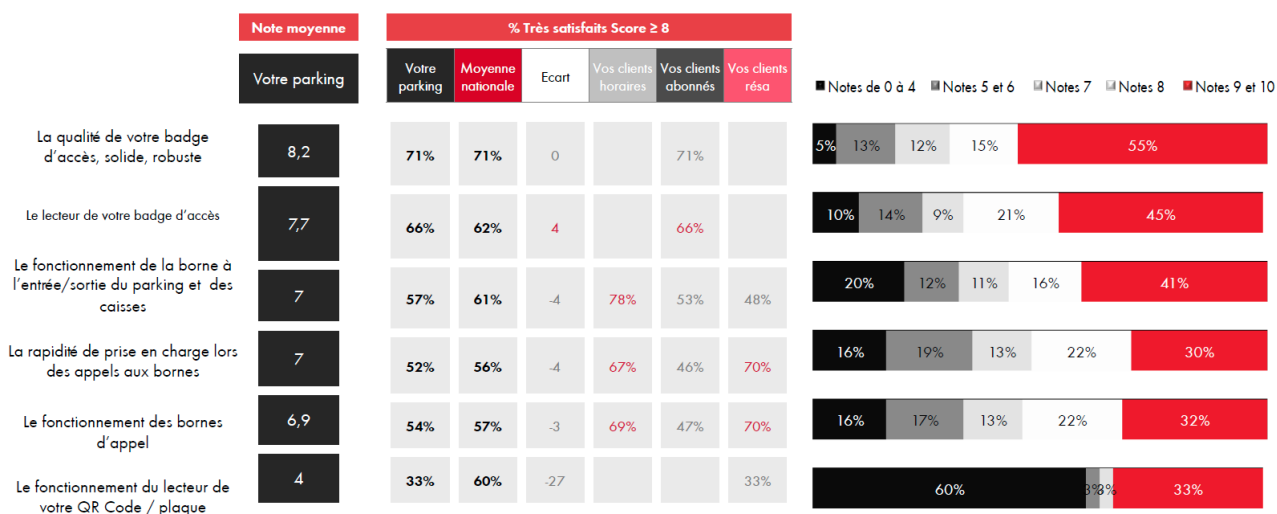 Note moyenne
% Très satisfaits Score ≥ 8
Votre parking
Votre parking
Moyenne nationale
Ecart
Vos clients horaires
Vos clients abonnés
Vos clients résa
Notes de 0 à 4 Notes 5 et 6 Notes 7 Notes 8 Notes 9 et 10
La qualité de votre badge
d'accès, solide, robuste
8,2
71% 71% 0 71%
5% 13% 12% 15% 55%
Le lecteur de votre badge d'accès
7,7
66% 62% 4 66%
10% 14% 9% 21% 45%
Le fonctionnement de la borne à
l'entrée/sortie du parking et des
caisses
7
57% 61% -4 78% 53% 48%
20% 12% 11% 16% 41%
La rapidité de prise en charge lors
des appels aux bornes
7
52% 56% -4 67% 46% 70%
16% 19% 13% 22% 30%
Le fonctionnement des bornes
d'appel
6,9
54% 57% -3 69% 47% 70%
16% 17% 13% 22% 32%
Le fonctionnement du lecteur de
votre QR Code / plaque
4
33% 60% -27 33%
60% 3% 3% 33%